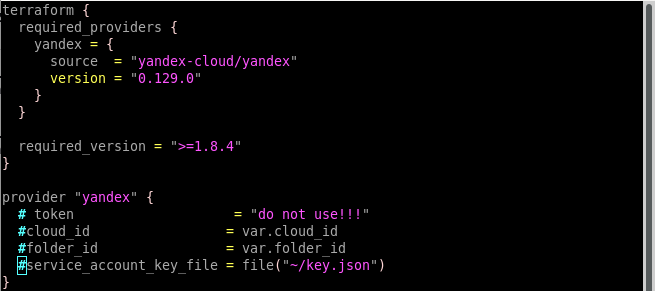 terraform {
  required_providers {
    yandex = {
      source  = "yandex-cloud/yandex"
      version = "0.129.0"
    }
  }

  required_version = ">=1.8.4"
}

provider "yandex" {
  # token                    = "do not use!!!"
  #cloud_id                 = var.cloud_id
  #folder_id                = var.folder_id
  #service_account_key_file = file("~/key.json")
}